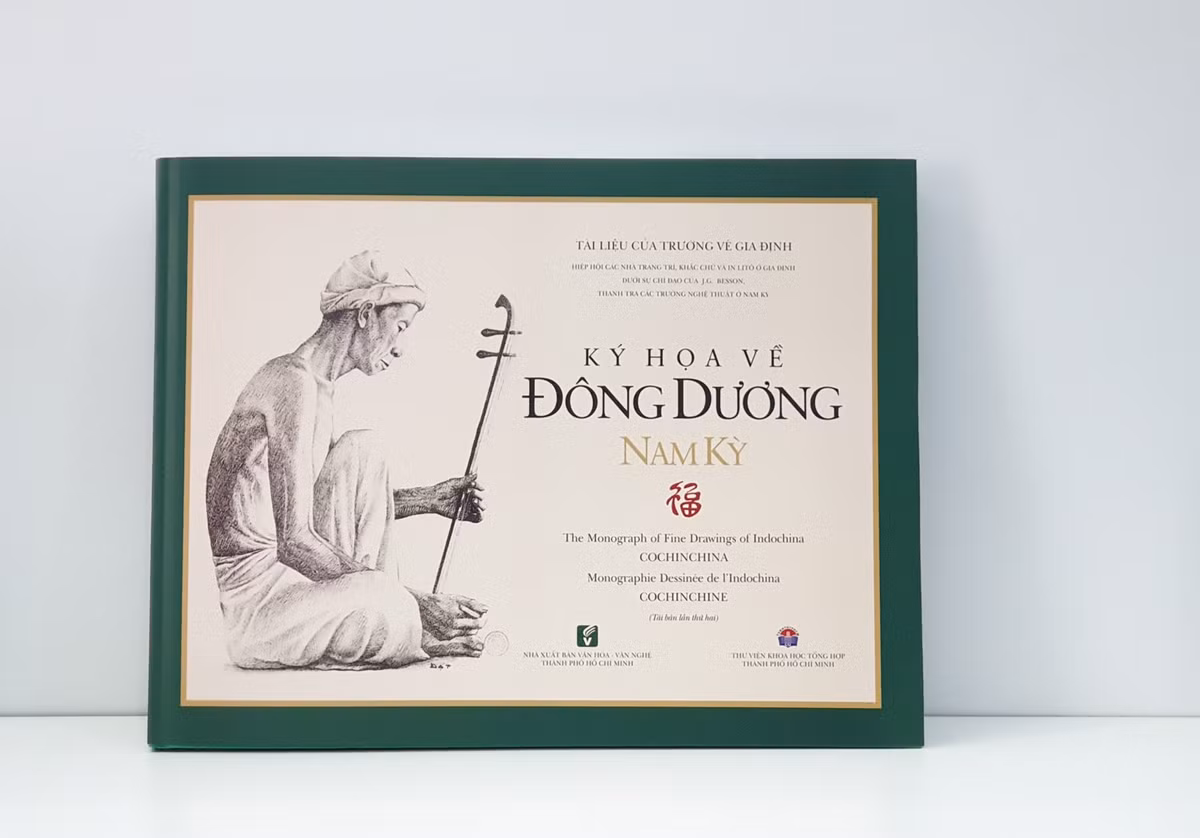 TÀI LIỆU CỦA TRƯỜNG VẼ GIA ĐỊNH
HIỆP HỘI CÁC NHÀ TRANG TRÍ, KHẮC CHỮ VÀ IN LITÔ Ở GIA ĐỊNH
DƯỚI SỰ CHỈ ĐẠO CỦA J.G. BESSON,
THANH TRA CÁC TRƯỜNG NGHỆ THUẬT Ở NAM KỲ
KÝ HỌA VỀ
ĐÔNG DƯƠNG
NAM KỲ
福
The Monograph of Fine Drawings of Indochina
COCHINCHINA
Monographie Dessinée de l'Indochina
COCHINCHINE
(Tái bản lần thứ hai)
NHÀ XUẤT BẢN VĂN HÓA - VĂN NGHỆ
THÀNH PHỐ HỒ CHÍ MINH
THƯ VIỆN KHOA HỌC TỔNG HỢP
THÀNH PHỐ HỒ CHÍ MINH